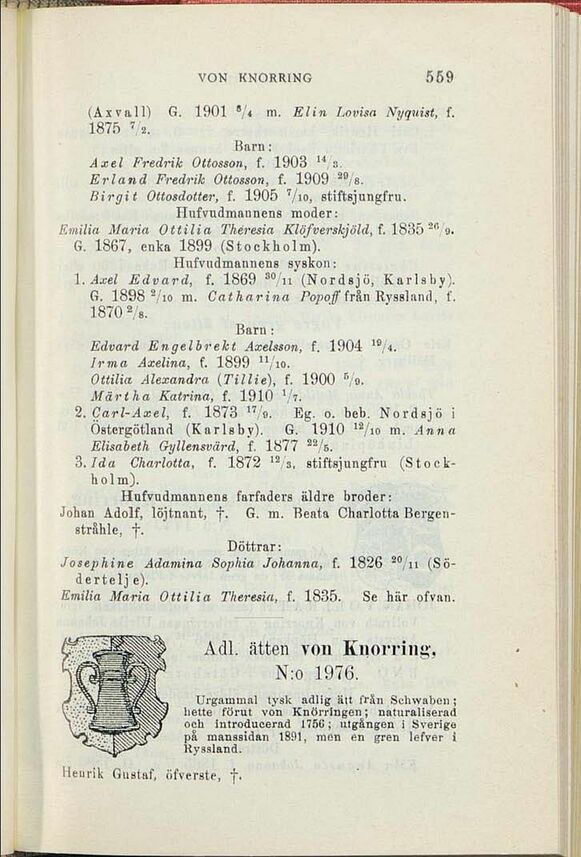 VON KNORRING 559
(Axvall) G. 1901 8/4 m. Elin Lovisa Nyquist, f.
1875 7/2.
Barn:
Axel Fredrik Ottosson, f. 1903 14/3.
Erland Fredrik Ottosson, f. 1909 29/8.
Birgit Ottosdotter, f. 1905 7/10, stiftsjungfru.
Hufvudmannens moder:
Emilia Maria Ottilia Theresia Klöfverskjöld, f. 1835 26/9.
G. 1867, enka 1899 (Stockholm).
Hufvudmannens syskon:
1. Axel Edvard, f. 1869 30/11 (Nordsjö, Karlsby).
G. 1898 2/10 m. Catharina Popoff från Ryssland, f.
1870 2/8.
Barn:
Edvard Engelbrekt Axelsson, f. 1904 19/4.
Irma Axelina, f. 1899 11/10.
Ottilia Alexandra (Tillie), f. 1900 5/9.
Märtha Katrina, f. 1910 1/7.
2. Carl-Axel, f. 1873 17/9. Eg. o. beb. Nordsjö i
Östergötland (Karlsby). G. 1910 12/10 m. Anna
Elisabeth Gyllensvärd, f. 1877 22/5.
3. Ida Charlotta, f. 1872 12/3, stiftsjungfru (Stock-
holm).
Hufvudmannens farfaders äldre broder:
Johan Adolf, löjtnant, †. G. m. Beata Charlotta Bergen-
stråhle, †.
Döttrar:
Josephine Adamina Sophia Johanna, f. 1826 20/11 (Sö-
dertelje).
Emilia Maria Ottilia Theresia, f. 1835. Se här ofvan.
Adl. ätten von Knorring,
N:o 1976.
Urgammal tysk adlig ätt från Schwaben;
hette förut von Knörringen; naturaliserad
och introducerad 1756; utgången i Sverige
på manssidan 1891, men en gren lefver i
Ryssland.
Henrik Gustaf, öfverste, †.